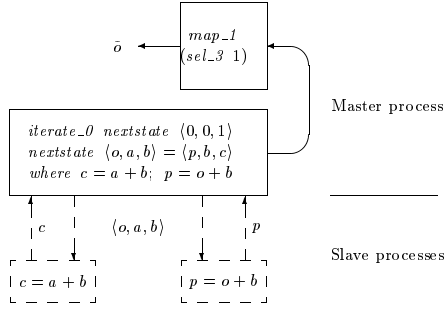 map_1
ō
(sel_3 1)
Master process
iterate_0 nextstate ⟨0,0,1⟩
nextstate ⟨o,a,b⟩ = ⟨p,b,c⟩
where c = a + b; p = o + b
c
⟨o,a,b⟩
p
Slave processes
c = a + b
p = o + b